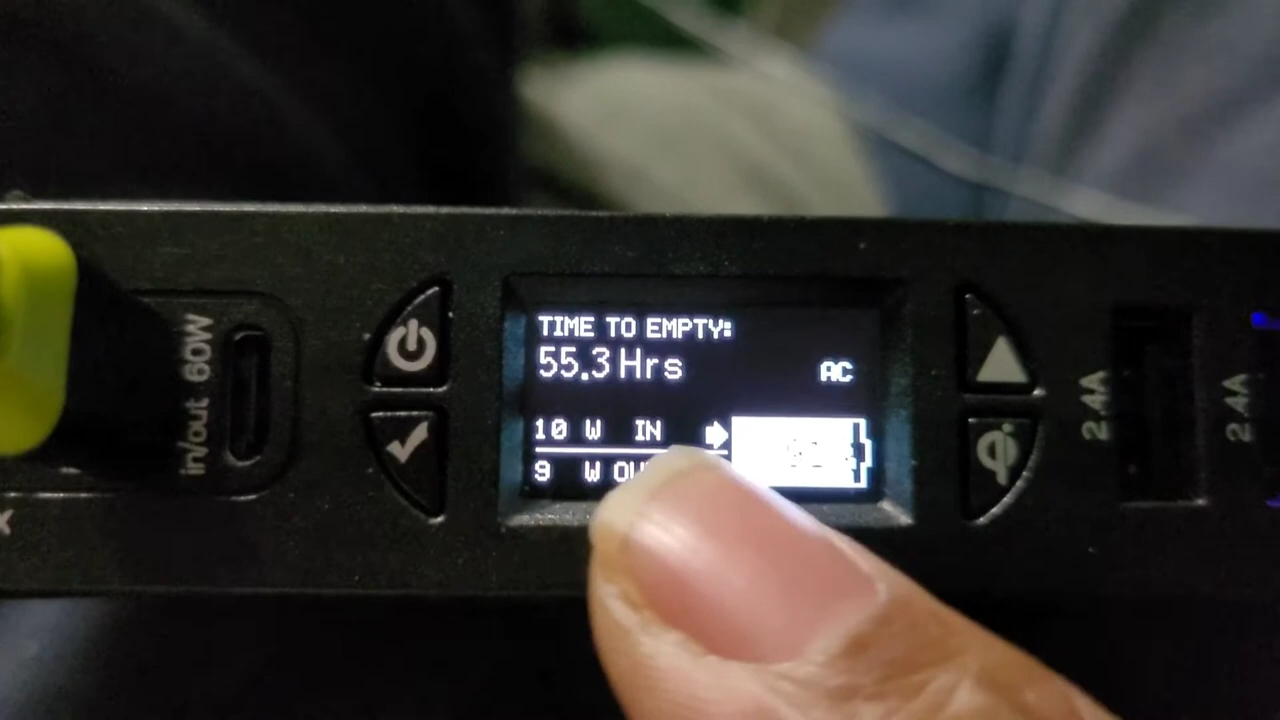 in/out 60W
TIME TO EMPTY:
55.3 Hrs
AC
10 W IN
9 W
2.4A
2.4A